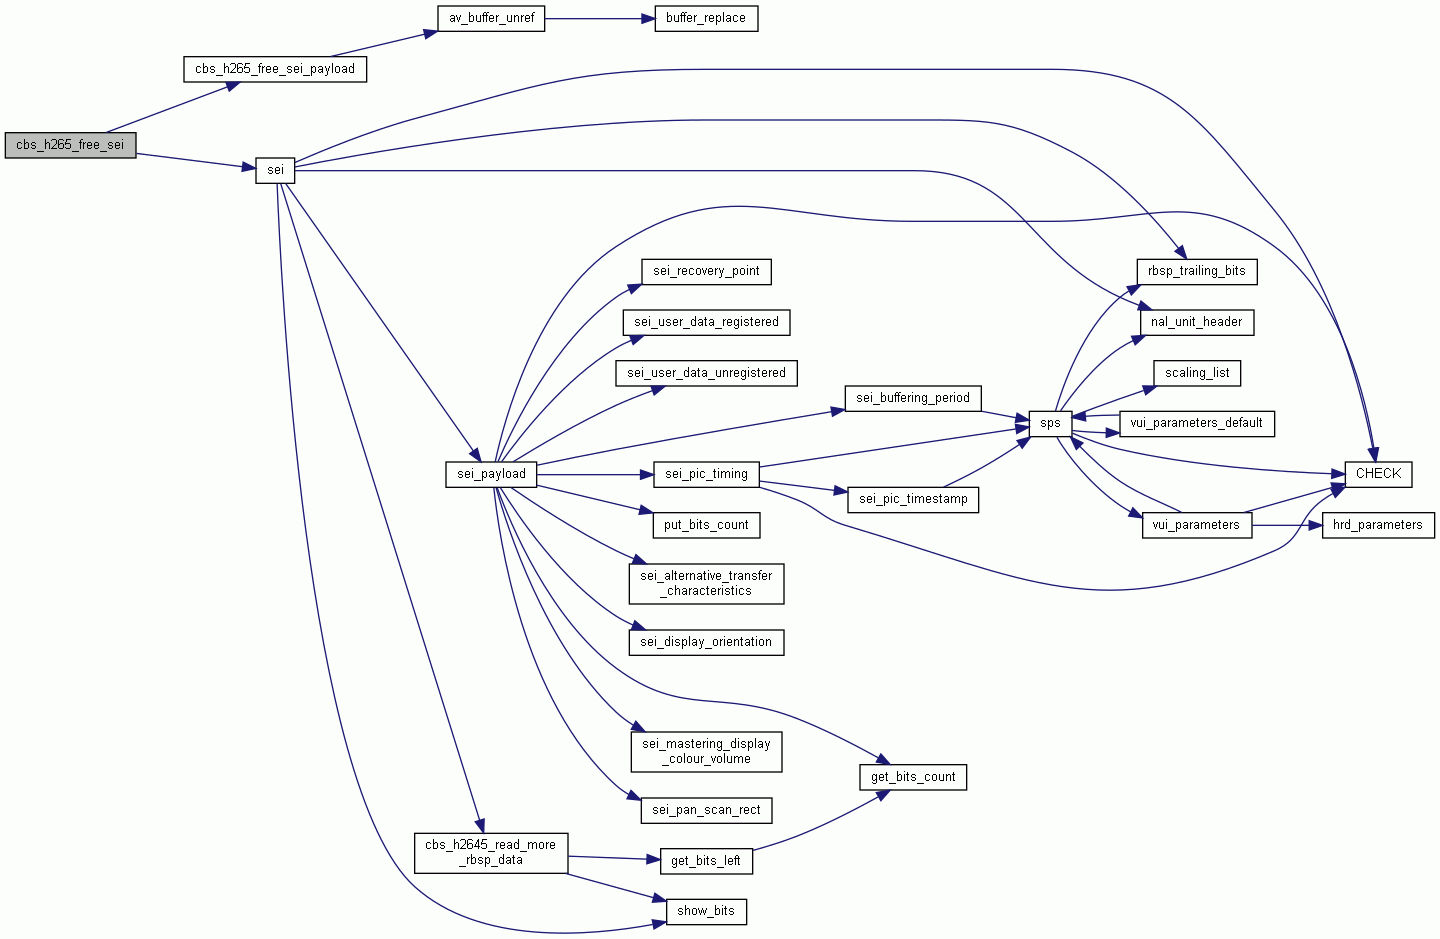 av_buffer_unref
buffer_replace
cbs_h265_free_sei_payload
cbs_h265_free_sei
sei
sei_recovery_point
rbsp_trailing_bits
sei_user_data_registered
nal_unit_header
sei_user_data_unregistered
scaling_list
sei_buffering_period
sps
vui_parameters_default
sei_payload
sei_pic_timing
CHECK
sei_pic_timestamp
put_bits_count
vui_parameters
hrd_parameters
sei_alternative_transfer
_characteristics
sei_display_orientation
sei_mastering_display
_colour_volume
get_bits_count
sei_pan_scan_rect
cbs_h2645_read_more
_rbsp_data
get_bits_left
show_bits